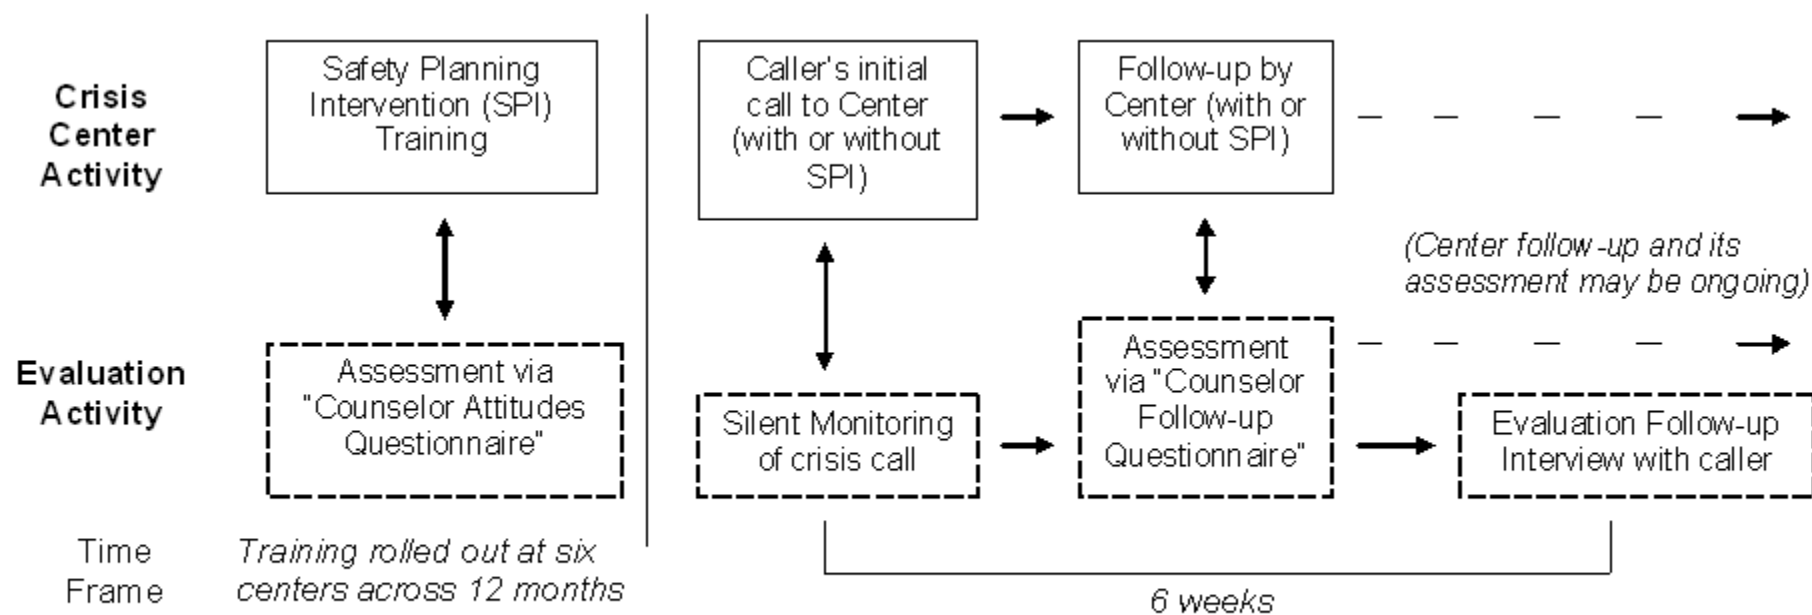 Crisis
Center
Activity
Safety Planning
Intervention (SPI)
Training
Caller's initial
call to Center
(with or without
SPI)
Follow-up by
Center (with or
without SPI)
(Center follow-up and its
assessment may be ongoing)
Evaluation
Activity
Assessment via
"Counselor Attitudes
Questionnaire"
Silent Monitoring
of crisis call
Assessment
via "Counselor
Follow-up
Questionnaire"
Evaluation Follow-up
Interview with caller
Time
Frame
Training rolled out at six
centers across 12 months
6 weeks